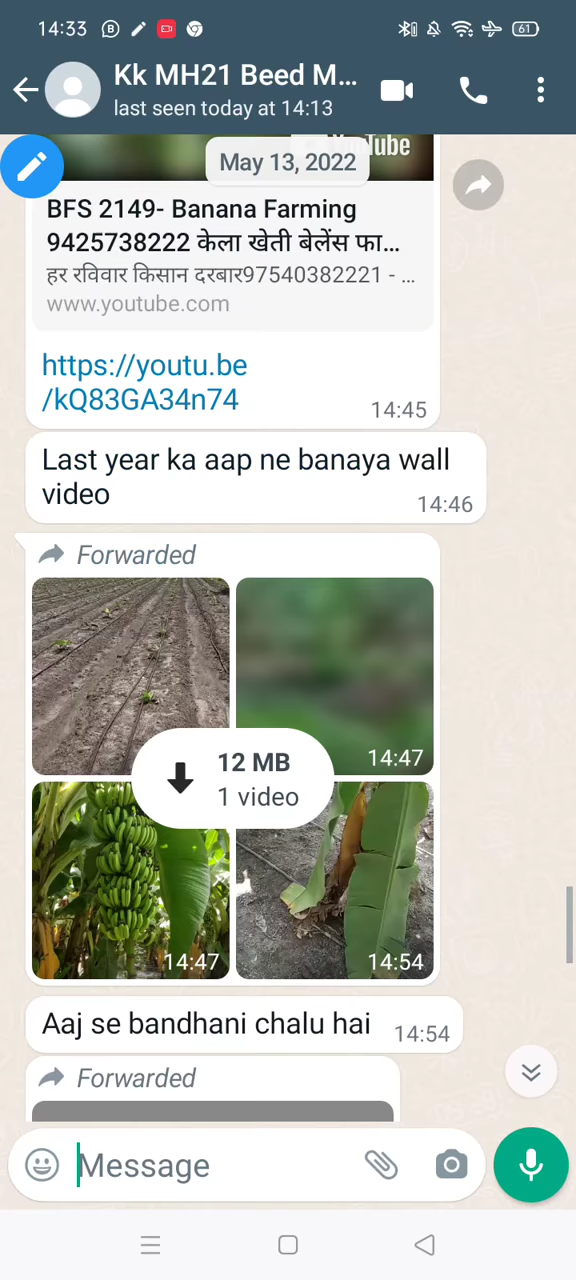 14:33
61
Kk MH21 Beed M...
last seen today at 14:13
YouTube
May 13, 2022
BFS 2149- Banana Farming
9425738222 केला खेती बेलेंस फा...
हर रविवार किसान दरबार97540382221 - ...
www.youtube.com
https://youtu.be
/kQ83GA34n74
14:45
Last year ka aap ne banaya wall
video
14:46
Forwarded
14:47
12 MB
1 video
14:47
14:54
Aaj se bandhani chalu hai
14:54
Forwarded
Message